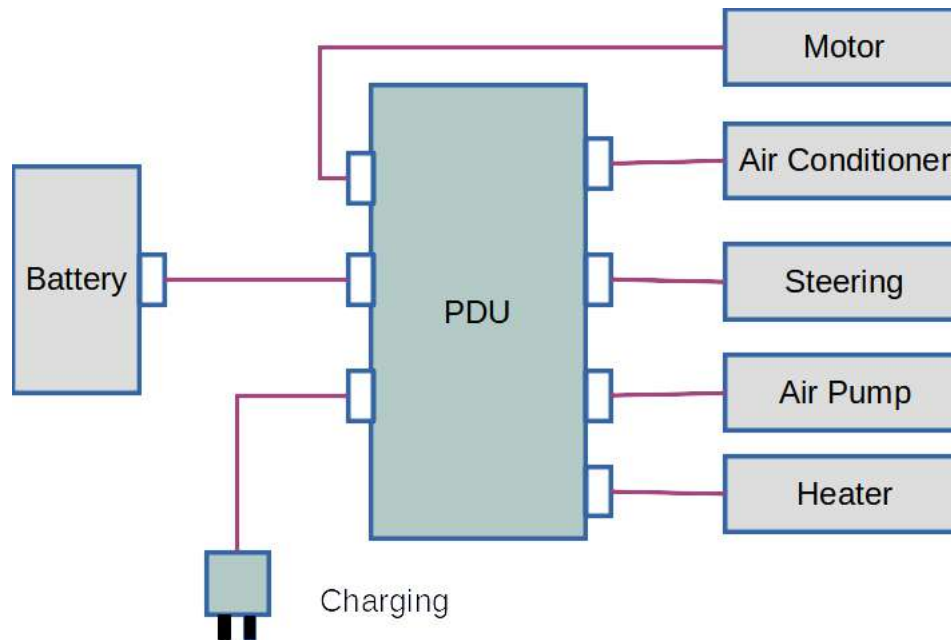 Motor
Air Conditioner
Battery
Steering
PDU
Air Pump
Heater
Charging